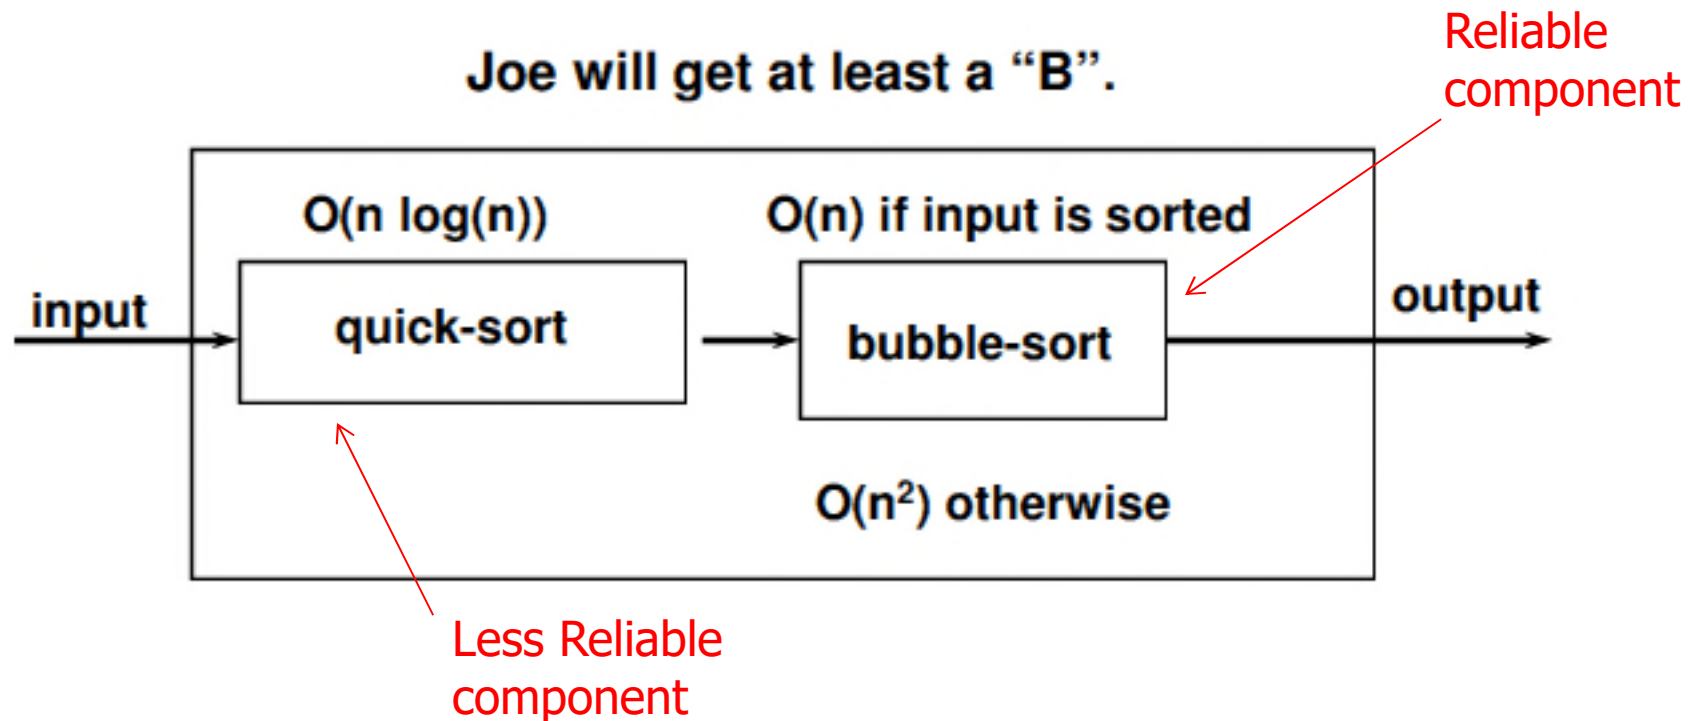 Reliable
component
Joe will get at least a “B”.
O(n log(n))
O(n) if input is sorted
input
quick-sort
bubble-sort
output
O(n²) otherwise
Less Reliable
component